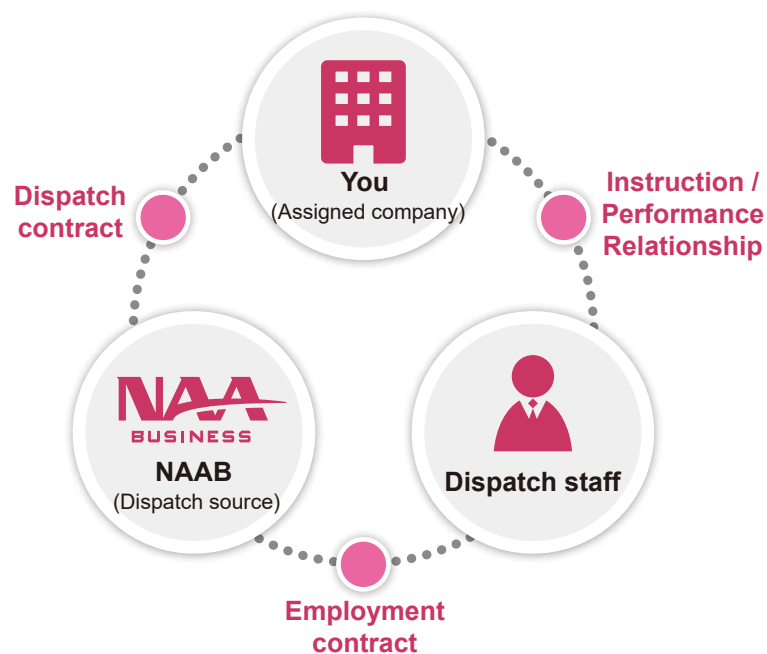 You
(Assigned company)
Dispatch
contract
Instruction /
Performance
Relationship
NAA
BUSINESS
NAAB
(Dispatch source)
Dispatch staff
Employment
contract